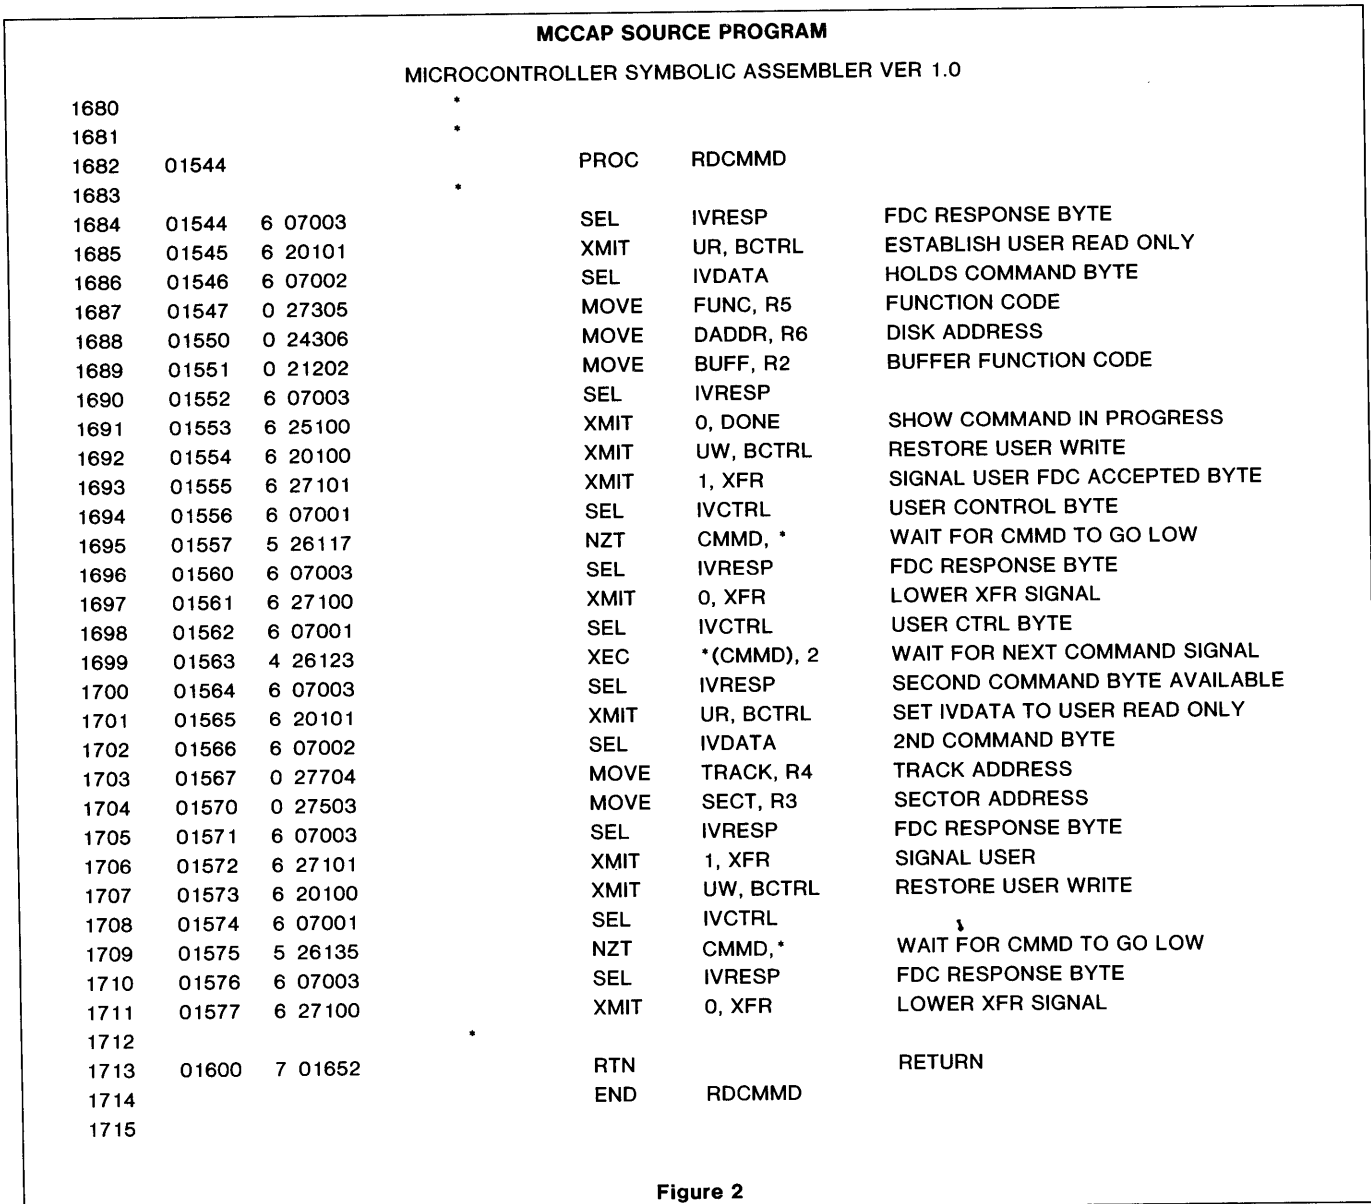 MCCAP SOURCE PROGRAM
MICROCONTROLLER SYMBOLIC ASSEMBLER VER 1.0
1680 *
1681 *
1682 01544 PROC RDCMMD
1683 *
1684 01544 6 07003 SEL IVRESP FDC RESPONSE BYTE
1685 01545 6 20101 XMIT UR, BCTRL ESTABLISH USER READ ONLY
1686 01546 6 07002 SEL IVDATA HOLDS COMMAND BYTE
1687 01547 0 27305 MOVE FUNC, R5 FUNCTION CODE
1688 01550 0 24306 MOVE DADDR, R6 DISK ADDRESS
1689 01551 0 21202 MOVE BUFF, R2 BUFFER FUNCTION CODE
1690 01552 6 07003 SEL IVRESP
1691 01553 6 25100 XMIT 0, DONE SHOW COMMAND IN PROGRESS
1692 01554 6 20100 XMIT UW, BCTRL RESTORE USER WRITE
1693 01555 6 27101 XMIT 1, XFR SIGNAL USER FDC ACCEPTED BYTE
1694 01556 6 07001 SEL IVCTRL USER CONTROL BYTE
1695 01557 5 26117 NZT CMMD, * WAIT FOR CMMD TO GO LOW
1696 01560 6 07003 SEL IVRESP FDC RESPONSE BYTE
1697 01561 6 27100 XMIT 0, XFR LOWER XFR SIGNAL
1698 01562 6 07001 SEL IVCTRL USER CTRL BYTE
1699 01563 4 26123 XEC *(CMMD), 2 WAIT FOR NEXT COMMAND SIGNAL
1700 01564 6 07003 SEL IVRESP SECOND COMMAND BYTE AVAILABLE
1701 01565 6 20101 XMIT UR, BCTRL SET IVDATA TO USER READ ONLY
1702 01566 6 07002 SEL IVDATA 2ND COMMAND BYTE
1703 01567 0 27704 MOVE TRACK, R4 TRACK ADDRESS
1704 01570 0 27503 MOVE SECT, R3 SECTOR ADDRESS
1705 01571 6 07003 SEL IVRESP FDC RESPONSE BYTE
1706 01572 6 27101 XMIT 1, XFR SIGNAL USER
1707 01573 6 20100 XMIT UW, BCTRL RESTORE USER WRITE
1708 01574 6 07001 SEL IVCTRL
1709 01575 5 26135 NZT CMMD,* WAIT FOR CMMD TO GO LOW
1710 01576 6 07003 SEL IVRESP FDC RESPONSE BYTE
1711 01577 6 27100 XMIT 0, XFR LOWER XFR SIGNAL
1712 *
1713 01600 7 01652 RTN RETURN
1714 END RDCMMD
1715
Figure 2